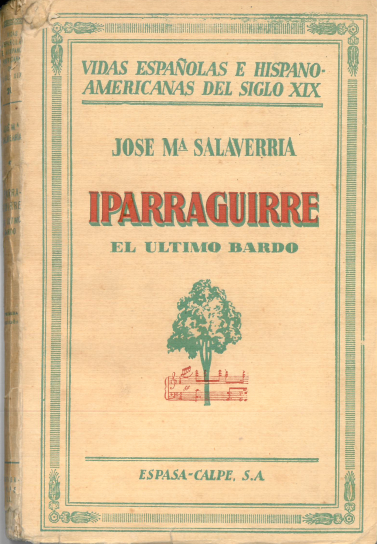 VIDAS ESPAÑOLAS E HISPANO-
AMERICANAS DEL SIGLO XIX
JOSE Mª SALAVERRIA
IPARRAGUIRRE
EL ULTIMO BARDO
ESPASA-CALPE, S.A.